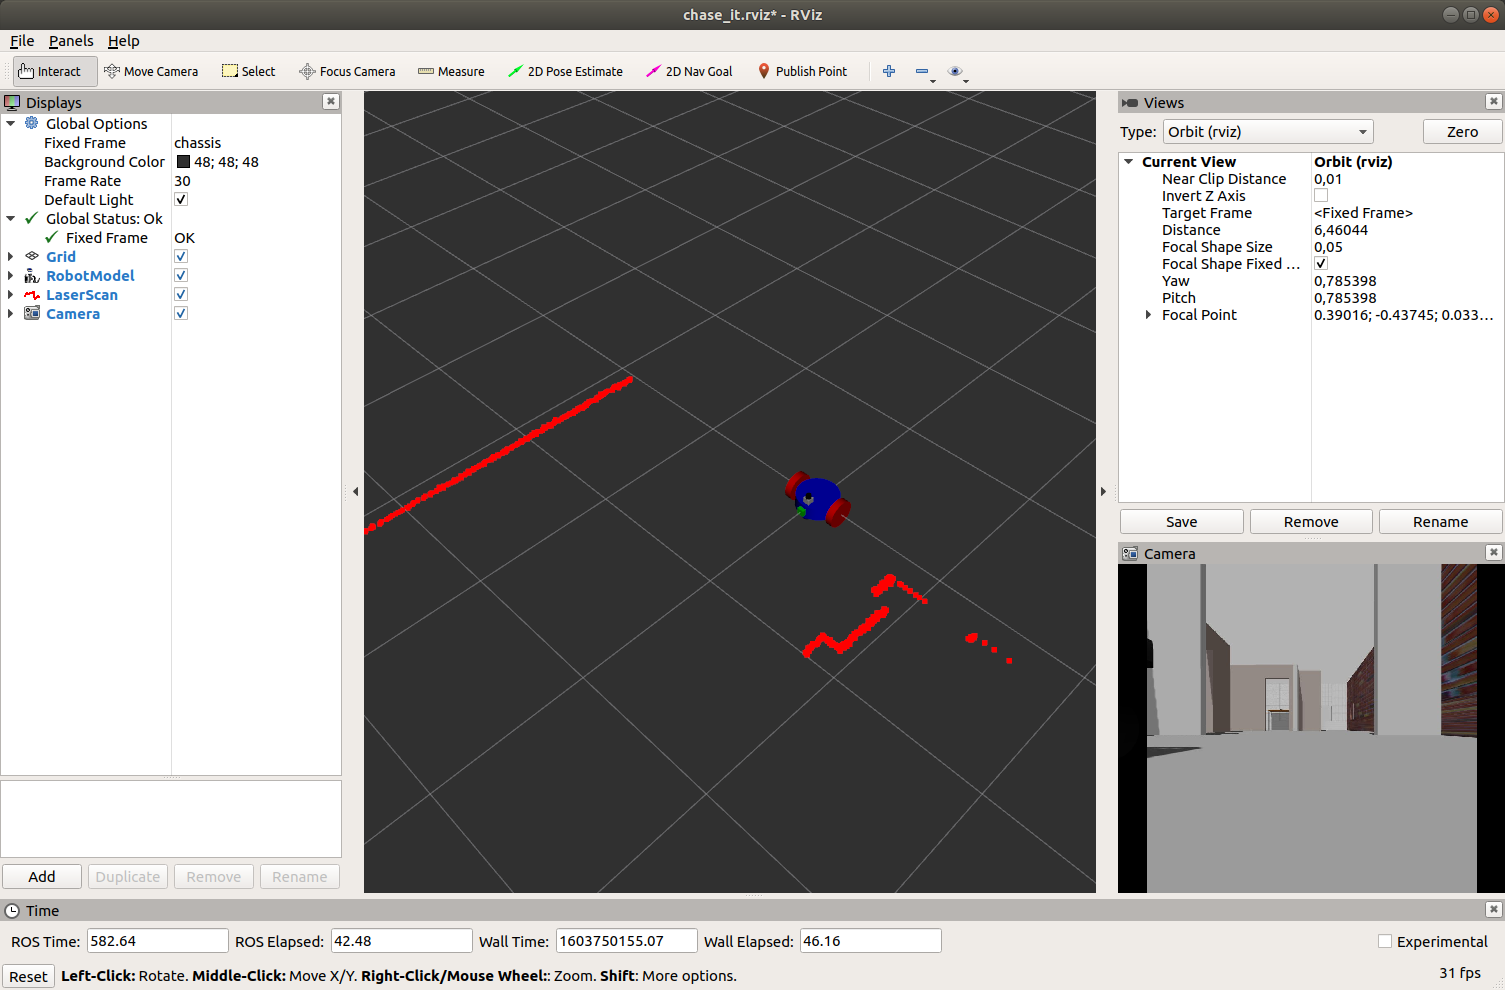 chase_it.rviz* - RViz
File Panels Help
Interact Move Camera Select Focus Camera Measure 2D Pose Estimate 2D Nav Goal Publish Point
Displays
Global Options
Fixed Frame chassis
Background Color 48; 48; 48
Frame Rate 30
Default Light
Global Status: Ok
Fixed Frame OK
Grid
RobotModel
LaserScan
Camera
Add Duplicate Remove Rename
Views
Type: Orbit (rviz) Zero
Current View Orbit (rviz)
Near Clip Distance 0,01
Invert Z Axis
Target Frame <Fixed Frame>
Distance 6,46044
Focal Shape Size 0,05
Focal Shape Fixed ...
Yaw 0,785398
Pitch 0,785398
Focal Point 0.39016; -0.43745; 0.033...
Save Remove Rename
Camera
Time
ROS Time: 582.64 ROS Elapsed: 42.48 Wall Time: 1603750155.07 Wall Elapsed: 46.16 Experimental
Reset Left-Click: Rotate. Middle-Click: Move X/Y. Right-Click/Mouse Wheel:: Zoom. Shift: More options. 31 fps